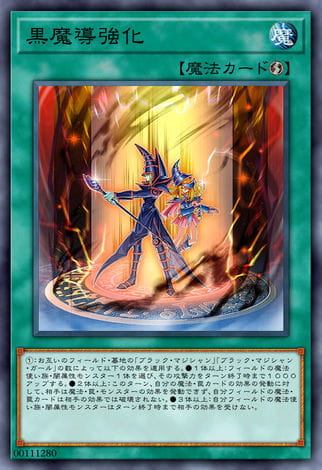 黒魔導強化
魔
【魔法カード】
①:お互いのフィールド・墓地の「ブラック・マジシャン」「ブラック・マジシャン
・ガール」の数によって以下の効果を適用する。●1体以上:フィールドの魔法
使い族・闇属性モンスター1体を選び、その攻撃力をターン終了時まで1000
アップする。●2体以上:このターン、自分の魔法・罠カードの効果の発動に対
して、相手は魔法・罠・モンスターの効果を発動できず、自分フィールドの魔法・
罠カードは相手の効果では破壊されない。●3体以上:自分フィールドの魔法使
い族・闇属性モンスターはターン終了時まで相手の効果を受けない。
00111280